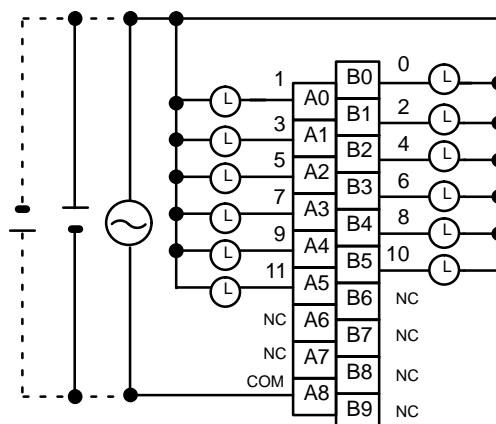 B0 0 L
1 L A0
B1 2 L
3 L A1
B2 4 L
5 L A2
B3 6 L
7 L A3
B4 8 L
9 L A4
B5 10 L
11 L A5
B6 NC
NC A6
B7 NC
NC A7
B8 NC
COM A8
B9 NC